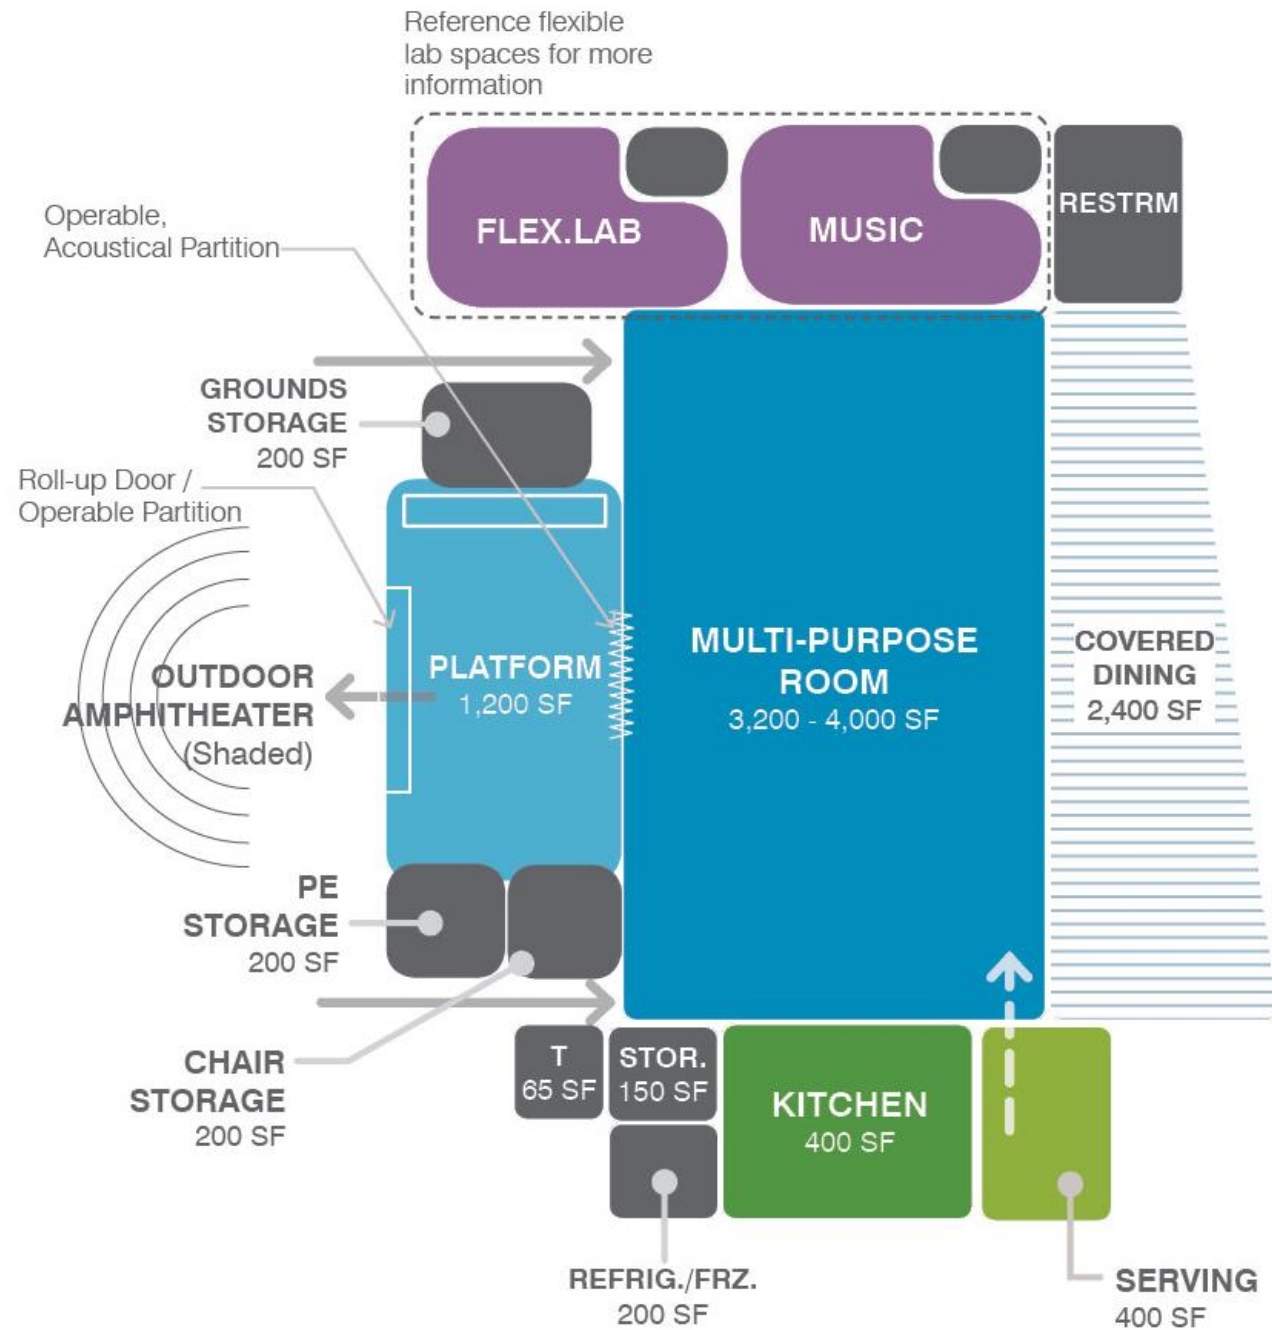 Reference flexible
lab spaces for more
information
FLEX.LAB
MUSIC
RESTRM
Operable,
Acoustical Partition
GROUNDS
STORAGE
200 SF
Roll-up Door /
Operable Partition
OUTDOOR
AMPHITHEATER
(Shaded)
PLATFORM
1,200 SF
MULTI-PURPOSE
ROOM
3,200 - 4,000 SF
COVERED
DINING
2,400 SF
PE
STORAGE
200 SF
CHAIR
STORAGE
200 SF
T
65 SF
STOR.
150 SF
KITCHEN
400 SF
REFRIG./FRZ.
200 SF
SERVING
400 SF